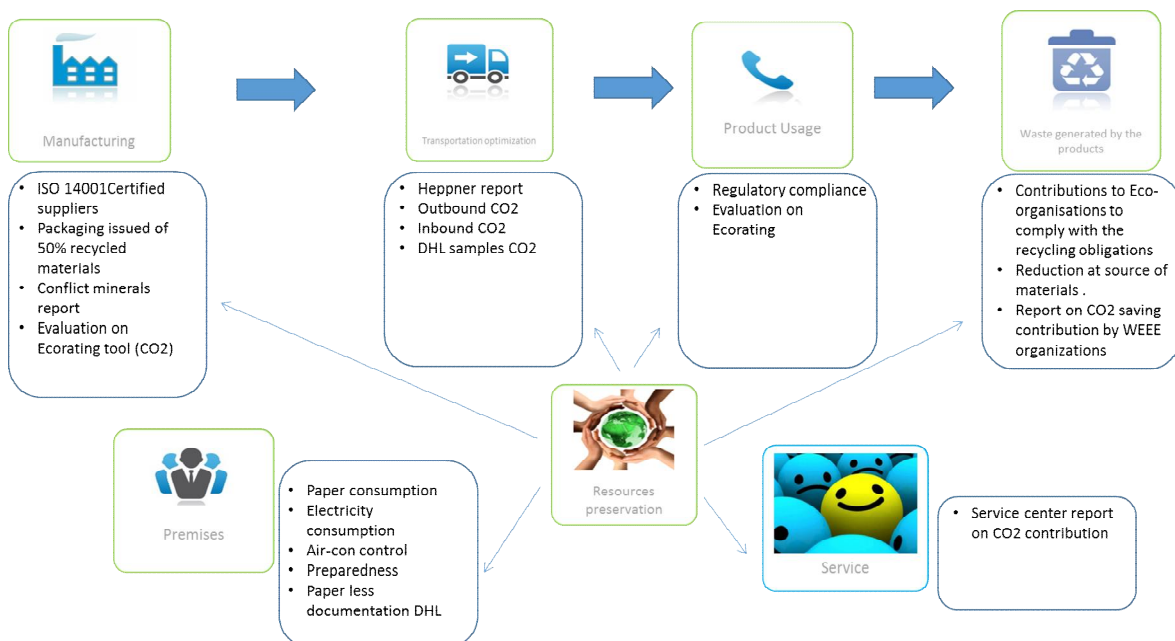 Manufacturing
Transportation optimization
Product Usage
Waste generated by the
products
• ISO 14001Certified
suppliers
• Packaging issued of
50% recycled
materials
• Conflict minerals
report
• Evaluation on
Ecorating tool (CO2)
• Heppner report
• Outbound CO2
• Inbound CO2
• DHL samples CO2
• Regulatory compliance
• Evaluation on
Ecorating
• Contributions to Eco-
organisations to
comply with the
recycling obligations
• Reduction at source of
materials .
• Report on CO2 saving
contribution by WEEE
organizations
Premises
• Paper consumption
• Electricity
consumption
• Air-con control
• Preparedness
• Paper less
documentation DHL
Resources
preservation
Service
• Service center report
on CO2 contribution